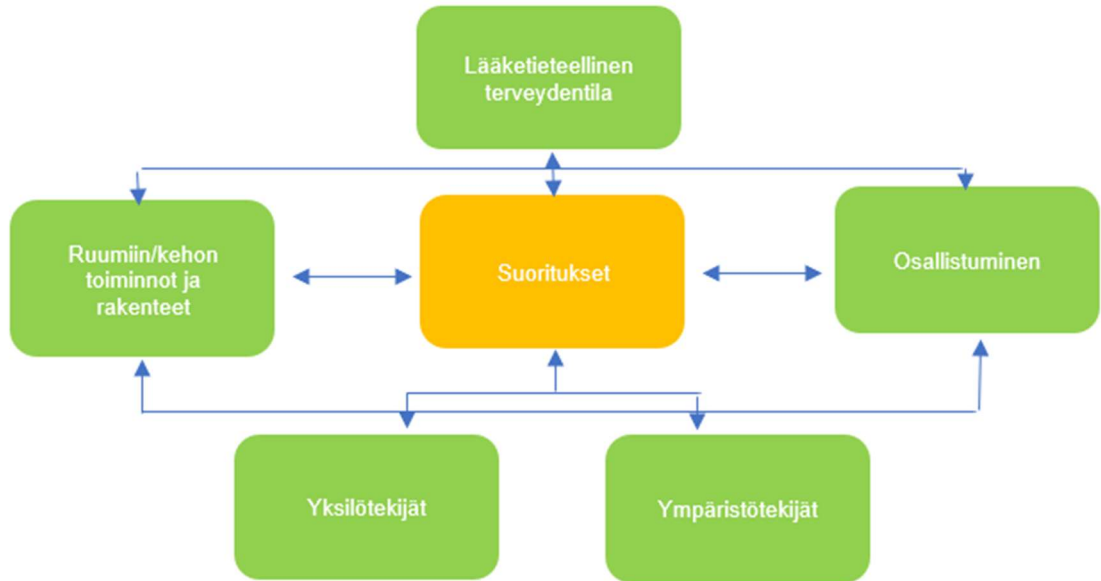 Lääketieteellinen
terveydentila
Ruumiin/kehon
toiminnot ja
rakenteet
Suoritukset
Osallistuminen
Yksilötekijät
Ympäristötekijät